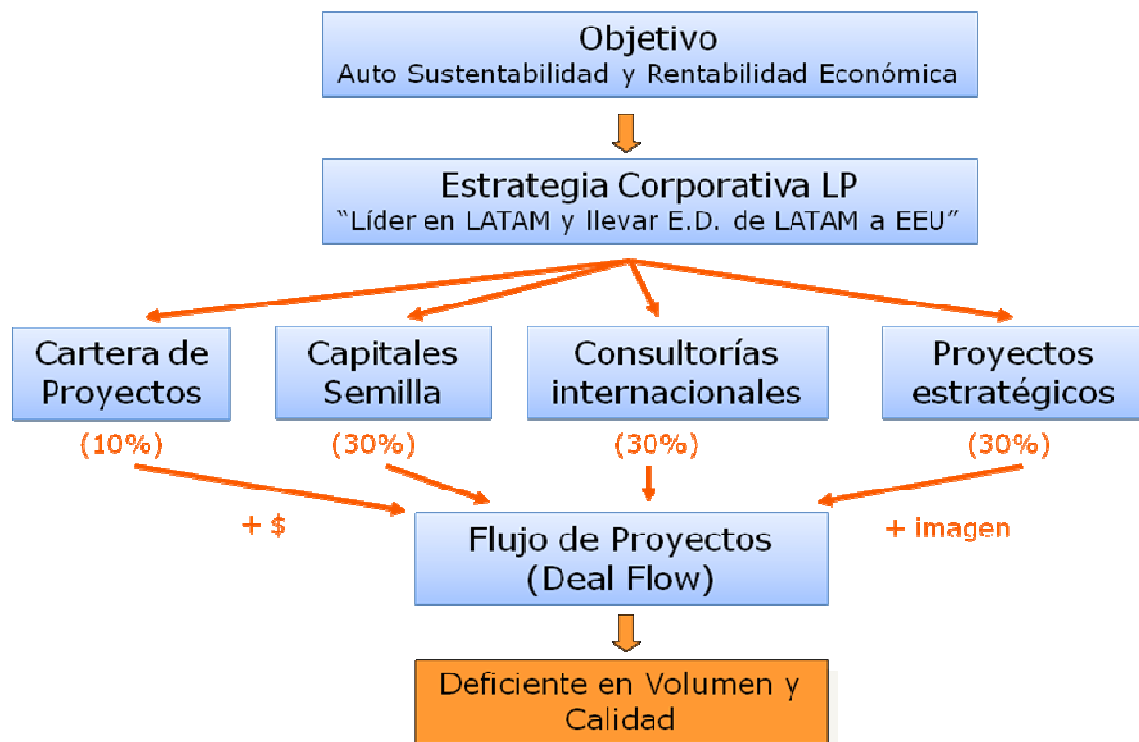 Objetivo
Auto Sustentabilidad y Rentabilidad Económica
Estrategia Corporativa LP
“Líder en LATAM y llevar E.D. de LATAM a EEU”
Cartera de
Proyectos
(10%)
Capitales
Semilla
(30%)
Consultorías
internacionales
(30%)
Proyectos
estratégicos
(30%)
+ $
+ imagen
Flujo de Proyectos
(Deal Flow)
Deficiente en Volumen y
Calidad